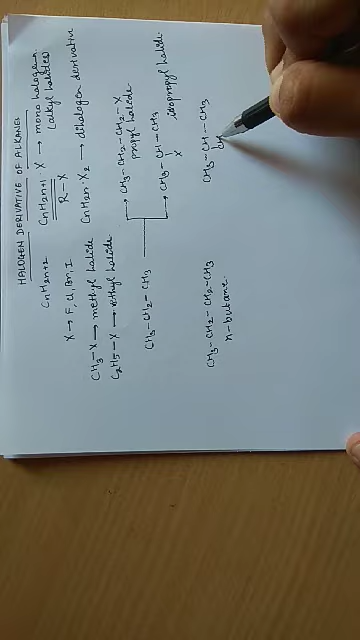 HALOGEN DERIVATIVE OF ALKANES
CnH2n+2 CnH2n+1 X → mono halogen
(alkyl halides)
X → F, Cl, Br, I R-X
CH3-X → methyl halide CnH2n X2 → dihalogen derivative
C2H5-X → ethyl halide
→ CH3-CH2-CH2-X
propyl halide
CH3-CH2-CH3
→ CH3-CH-CH3
X isopropyl halide
CH3-CH2-CH2-CH3 CH3-CH-CH3
n-butane